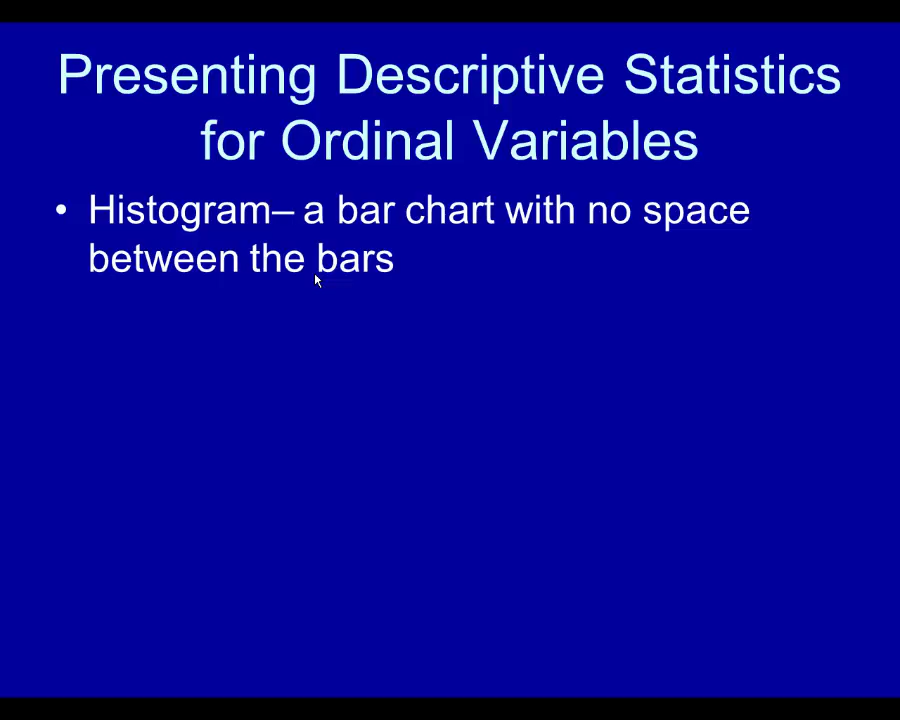 Presenting Descriptive Statistics
for Ordinal Variables
• Histogram– a bar chart with no space
between the bars